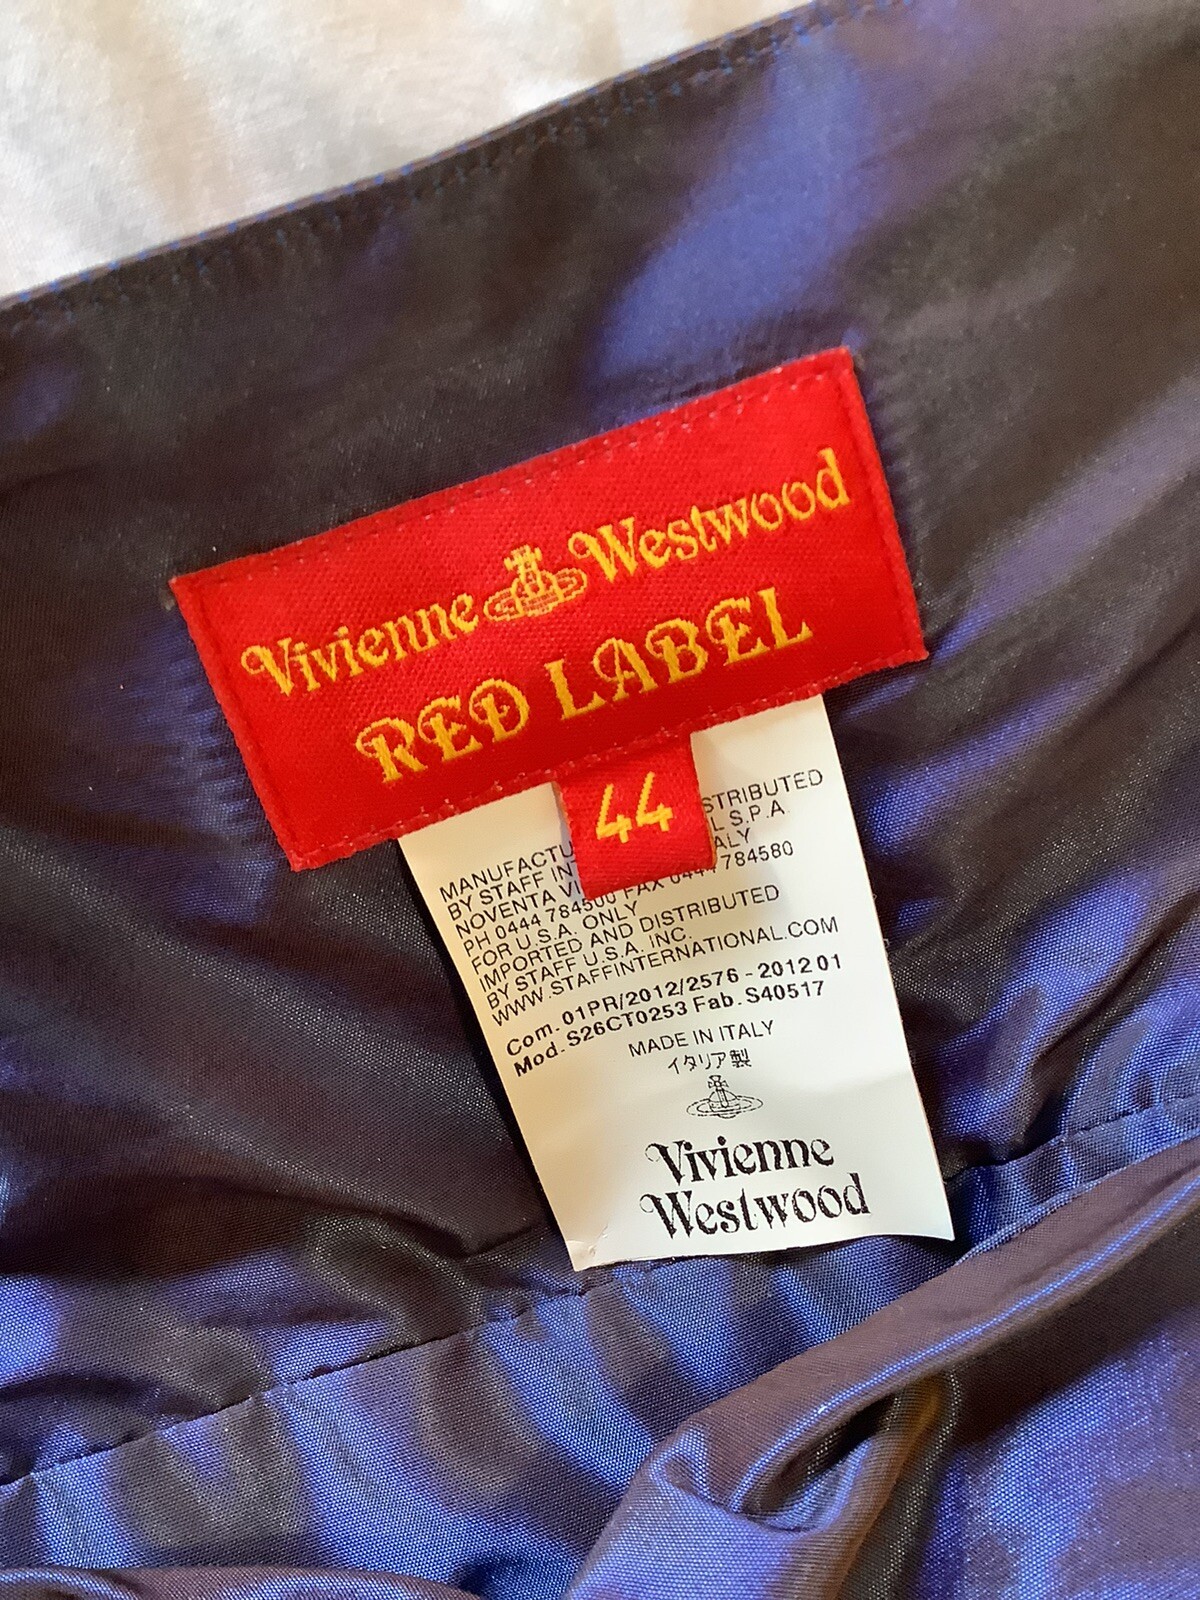 Vivienne Westwood
RED LABEL
44
MANUFACTU STRIBUTED
BY STAFF INT L S.P.A.
NOVENTA VI ALY
PH 0444 784500 FAX 0444 784580
FOR U.S.A. ONLY
IMPORTED AND DISTRIBUTED
BY STAFF U.S.A. INC.
WWW.STAFFINTERNATIONAL.COM
Com. 01PR/2012/2576 - 2012 01
Mod. S26CT0253 Fab. S40517
MADE IN ITALY
イタリア製
Vivienne
Westwood